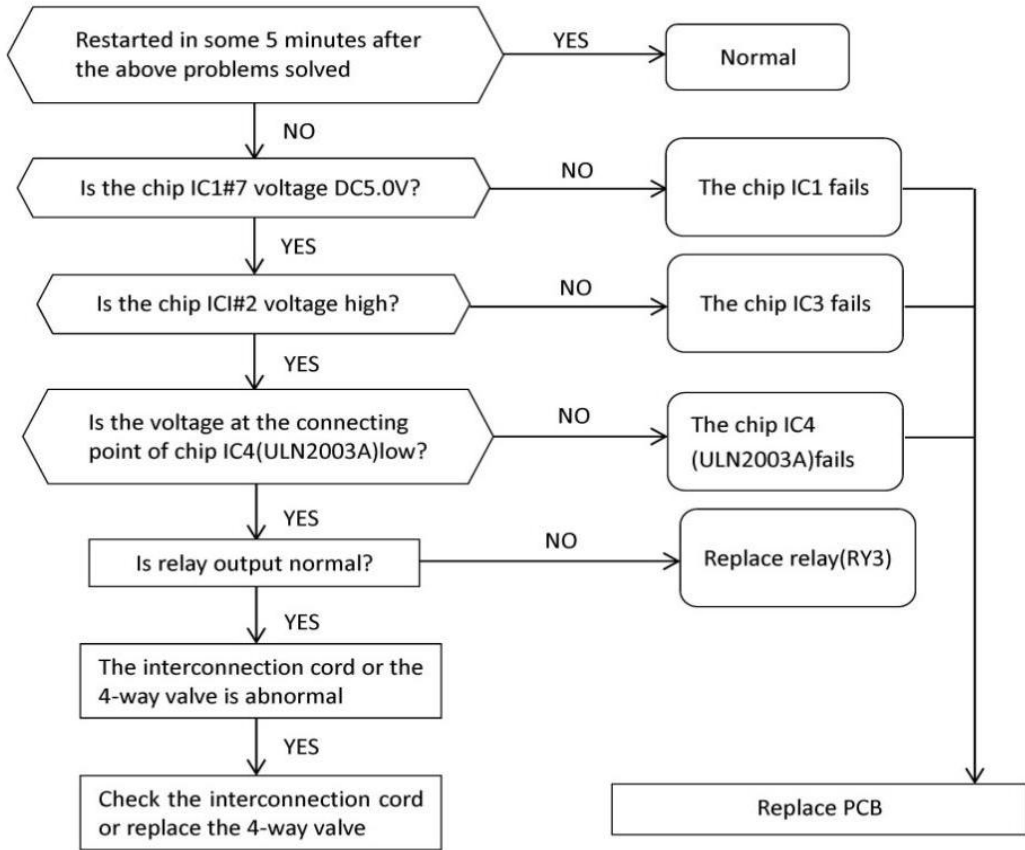 Restarted in some 5 minutes after
the above problems solved
YES
Normal
NO
Is the chip IC1#7 voltage DC5.0V?
NO
The chip IC1 fails
YES
Is the chip ICI#2 voltage high?
NO
The chip IC3 fails
YES
Is the voltage at the connecting
point of chip IC4(ULN2003A)low?
NO
The chip IC4
(ULN2003A)fails
YES
Is relay output normal?
NO
Replace relay(RY3)
YES
The interconnection cord or the
4-way valve is abnormal
YES
Check the interconnection cord
or replace the 4-way valve
Replace PCB